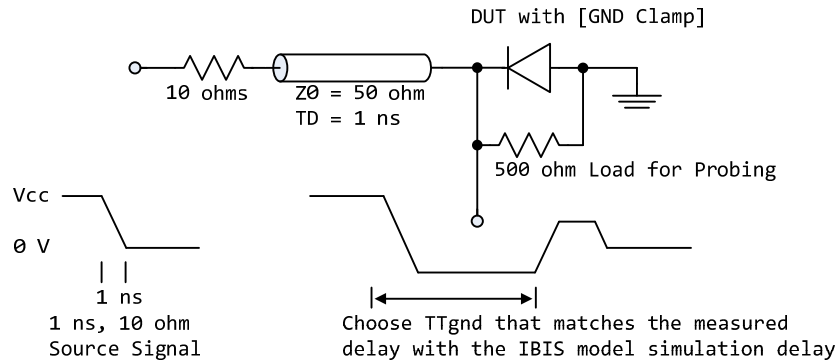 DUT with [GND Clamp]
10 ohms
Z0 = 50 ohm
TD = 1 ns
500 ohm Load for Probing
Vcc
0 V
1 ns
1 ns, 10 ohm
Source Signal
Choose TTgnd that matches the measured
delay with the IBIS model simulation delay